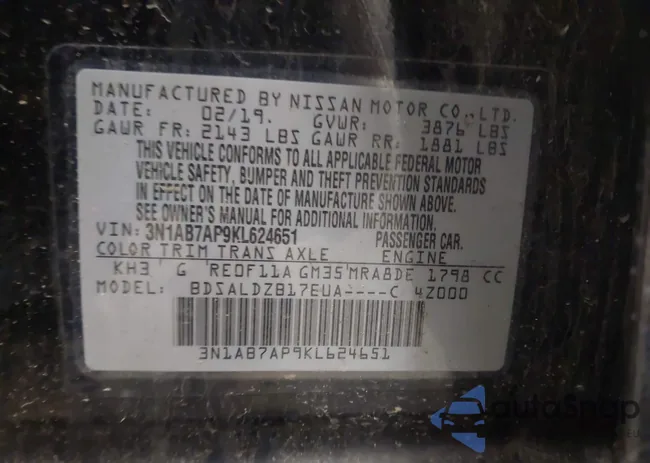 MANUFACTURED BY NISSAN MOTOR CO.,LTD.
DATE: 02/19. GVWR: 3876 LBS
GAWR FR: 2143 LBS GAWR RR: 1881 LBS
THIS VEHICLE CONFORMS TO ALL APPLICABLE FEDERAL MOTOR
VEHICLE SAFETY, BUMPER AND THEFT PREVENTION STANDARDS
IN EFFECT ON THE DATE OF MANUFACTURE SHOWN ABOVE.
SEE OWNER'S MANUAL FOR ADDITIONAL INFORMATION.
VIN: 3N1AB7AP9KL624651 PASSENGER CAR.
COLOR TRIM TRANS AXLE ENGINE
KH3 G RE0F11A GM35 MRA8DE 1798 CC
MDL: BDSALDZB17EUA----C 4Z000
3N1AB7AP9KL624651
autoSnap